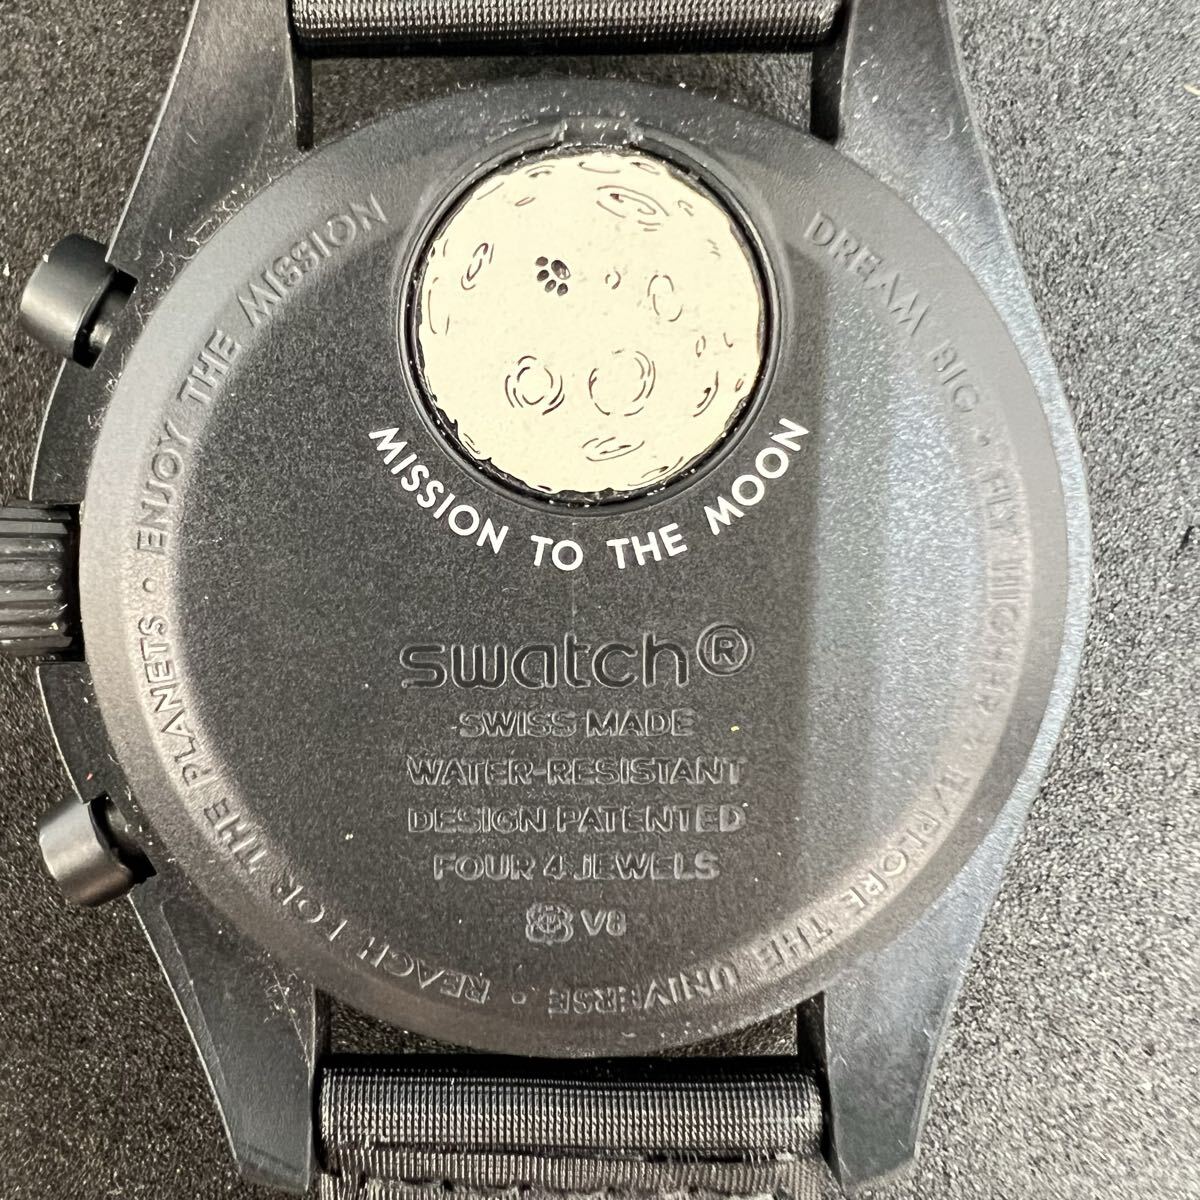 MISSION TO THE MOON
swatch®
SWISS MADE
WATER-RESISTANT
DESIGN PATENTED
FOUR 4 JEWELS
V8
DREAM BIG • FLY HIGHER • EXPLORE THE UNIVERSE • REACH FOR THE PLANETS • ENJOY THE MISSION